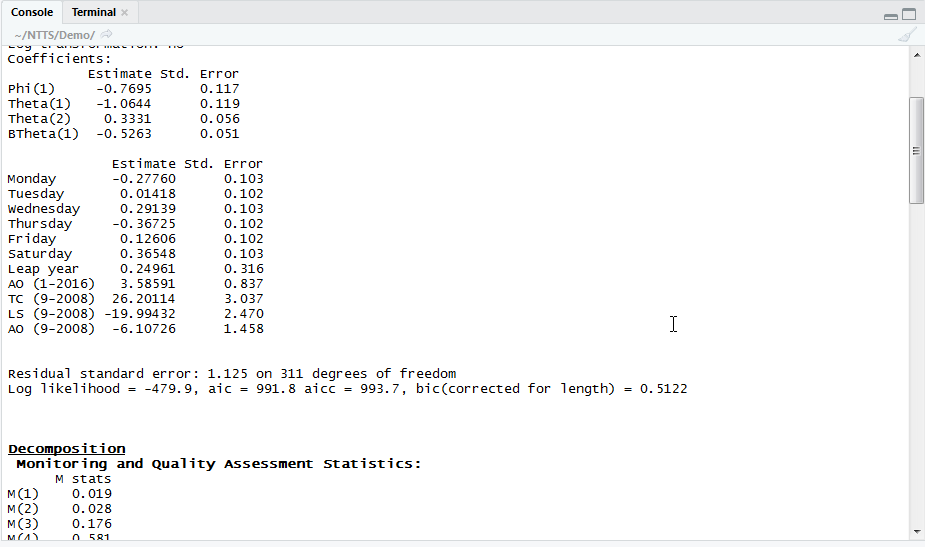 Console Terminal ×
~/NTTS/Demo/
Log transformation: no
Coefficients:
Estimate Std. Error
Phi(1) -0.7695 0.117
Theta(1) -1.0644 0.119
Theta(2) 0.3331 0.056
BTheta(1) -0.5263 0.051
Estimate Std. Error
Monday -0.27760 0.103
Tuesday 0.01418 0.102
Wednesday 0.29139 0.103
Thursday -0.36725 0.102
Friday 0.12606 0.102
Saturday 0.36548 0.103
Leap year 0.24961 0.316
AO (1-2016) 3.58591 0.837
TC (9-2008) 26.20114 3.037
LS (9-2008) -19.99432 2.470
AO (9-2008) -6.10726 1.458
Residual standard error: 1.125 on 311 degrees of freedom
Log likelihood = -479.9, aic = 991.8 aicc = 993.7, bic(corrected for length) = 0.5122
Decomposition
Monitoring and Quality Assessment Statistics:
M stats
M(1) 0.019
M(2) 0.028
M(3) 0.176
M(4) 0.581